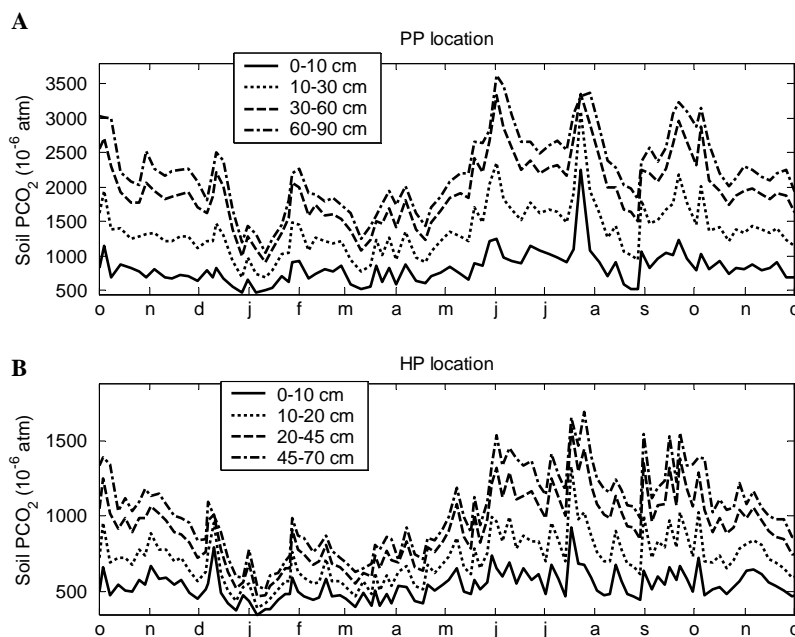 A
PP location
0-10 cm
10-30 cm
30-60 cm
60-90 cm
Soil PCO2 (10-6 atm)
3500
3000
2500
2000
1500
1000
500
o n d j f m a m j j a s o n d
B
HP location
0-10 cm
10-20 cm
20-45 cm
45-70 cm
Soil PCO2 (10-6 atm)
1500
1000
500
o n d j f m a m j j a s o n d